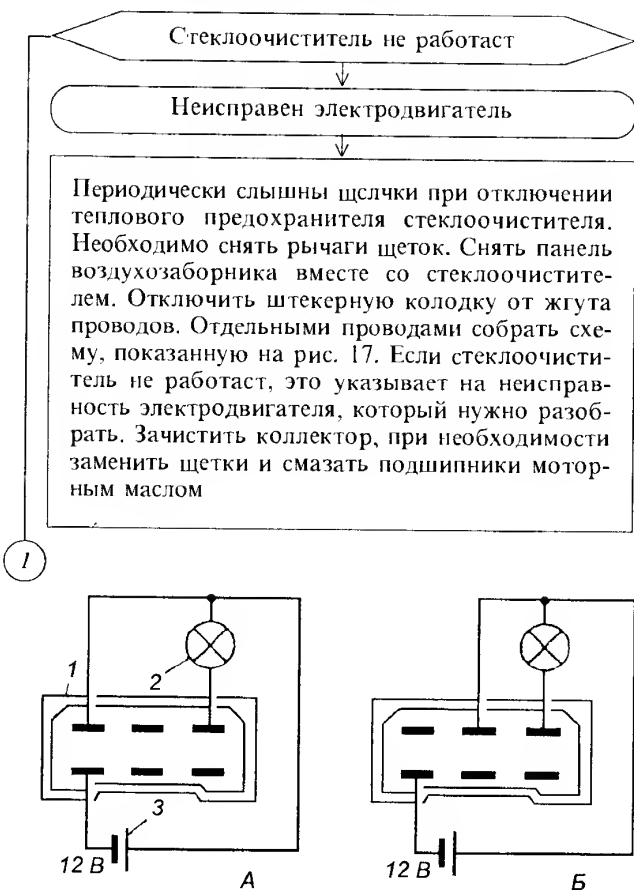 Стеклоочиститель не работаст
Неисправен электродвигатель
Периодически слышны щслчки при отключении
теплового предохранителя стеклоочистителя.
Необходимо снять рычаги щеток. Снять панель
воздухозаборника вместе со стеклоочистите-
лем. Отключить штекерную колодку от жгута
проводов. Отдельными проводами собрать схе-
му, показанную на рис. 17. Если стеклоочисти-
тель не работаст, это указывает на неисправ-
ность электродвигателя, который нужно разоб-
рать. Зачистить коллектор, при необходимости
заменить щетки и смазать подшипники мотор-
ным маслом
1
1
2
3
12 В
А
12 В
Б